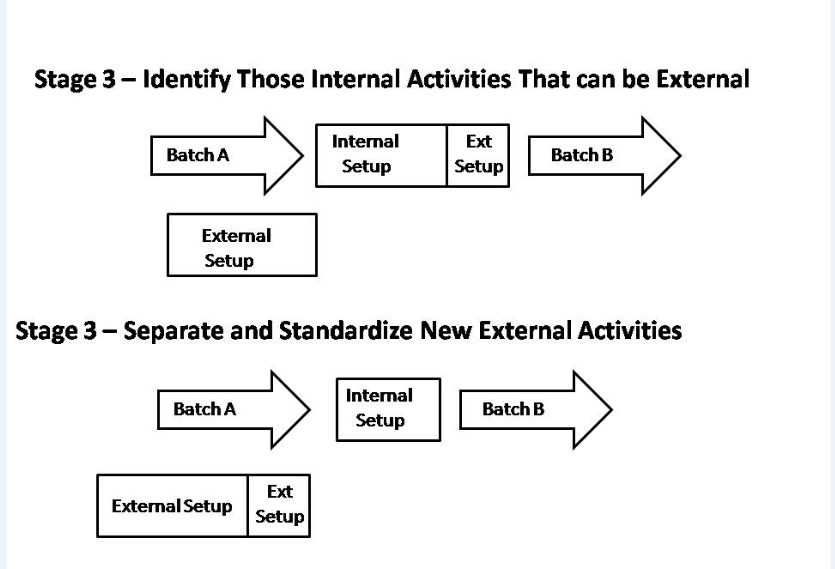 Stage 3 – Identify Those Internal Activities That can be External
Batch A
Internal
Setup
Ext
Setup
Batch B
External
Setup
Stage 3 – Separate and Standardize New External Activities
Batch A
Internal
Setup
Batch B
External Setup
Ext
Setup